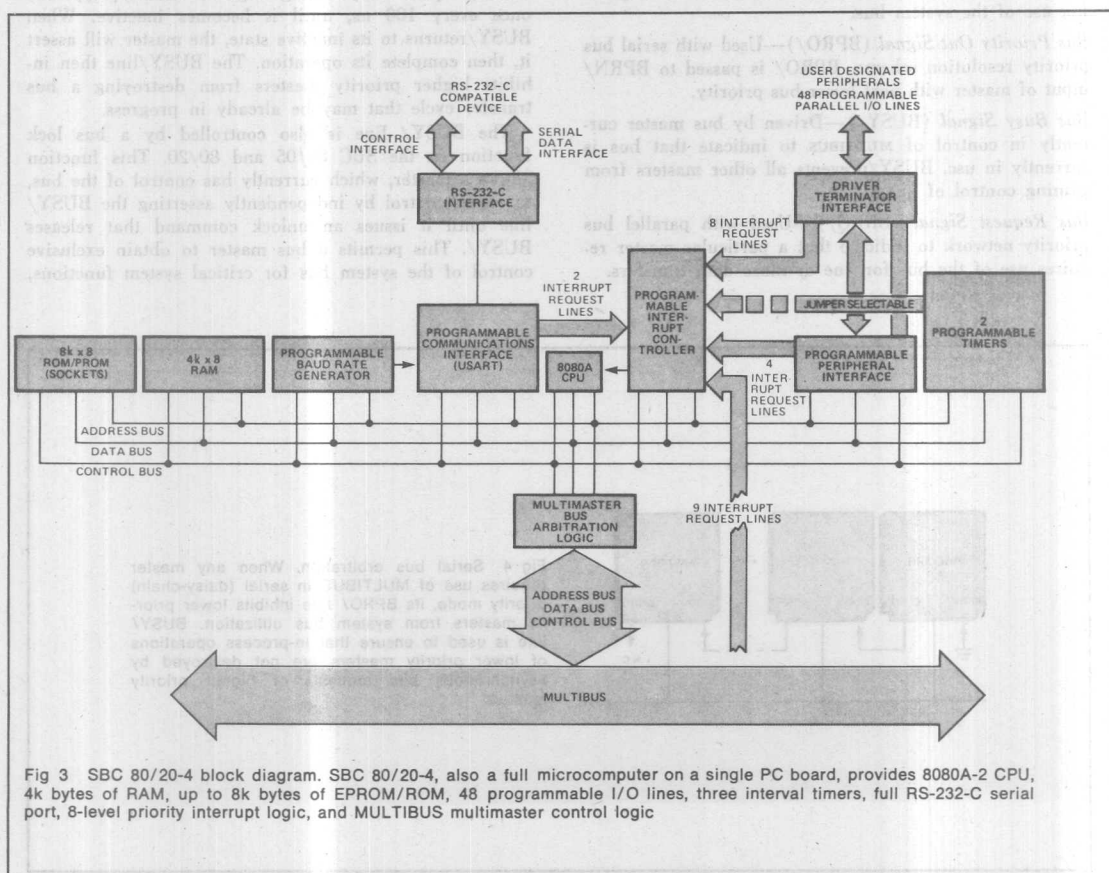 RS-232-C
COMPATIBLE
DEVICE
CONTROL
INTERFACE
SERIAL
DATA
INTERFACE
RS-232-C
INTERFACE
USER DESIGNATED
PERIPHERALS
48 PROGRAMMABLE
PARALLEL I/O LINES
DRIVER
TERMINATOR
INTERFACE
8 INTERRUPT
REQUEST
LINES
2
INTERRUPT
REQUEST
LINES
PROGRAM-
MABLE
INTER-
RUPT
CON-
TROLLER
JUMPER SELECTABLE
2
PROGRAMMABLE
TIMERS
8k x 8
ROM/PROM
(SOCKETS)
4k x 8
RAM
PROGRAMMABLE
BAUD RATE
GENERATOR
PROGRAMMABLE
COMMUNICATIONS
INTERFACE
(USART)
8080A
CPU
PROGRAMMABLE
PERIPHERAL
INTERFACE
4
INTER-
RUPT
REQUEST
LINES
ADDRESS BUS
DATA BUS
CONTROL BUS
MULTIMASTER
BUS
ARBITRATION
LOGIC
9 INTERRUPT
REQUEST LINES
ADDRESS BUS
DATA BUS
CONTROL BUS
MULTIBUS
Fig 3 SBC 80/20-4 block diagram. SBC 80/20-4, also a full microcomputer on a single PC board, provides 8080A-2 CPU,
4k bytes of RAM, up to 8k bytes of EPROM/ROM, 48 programmable I/O lines, three interval timers, full RS-232-C serial
port, 8-level priority interrupt logic, and MULTIBUS multimaster control logic